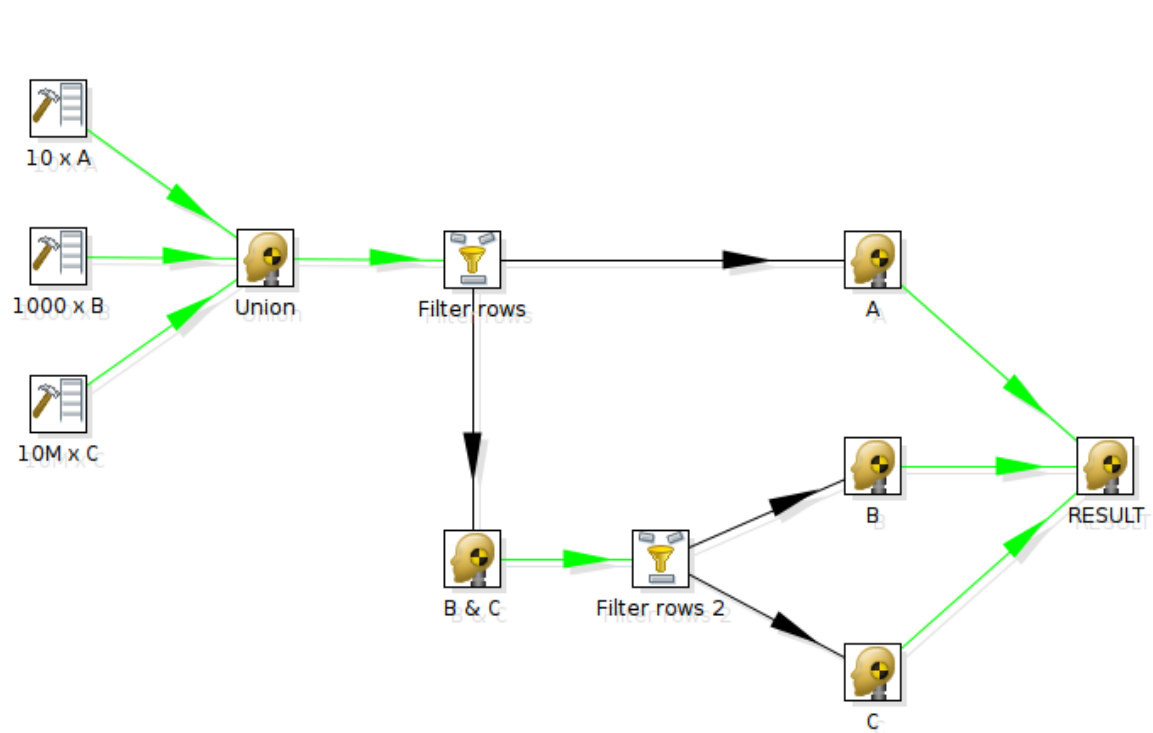 10 x A
1000 x B
Union
Filter rows
A
10M x C
B
RESULT
B & C
Filter rows 2
C